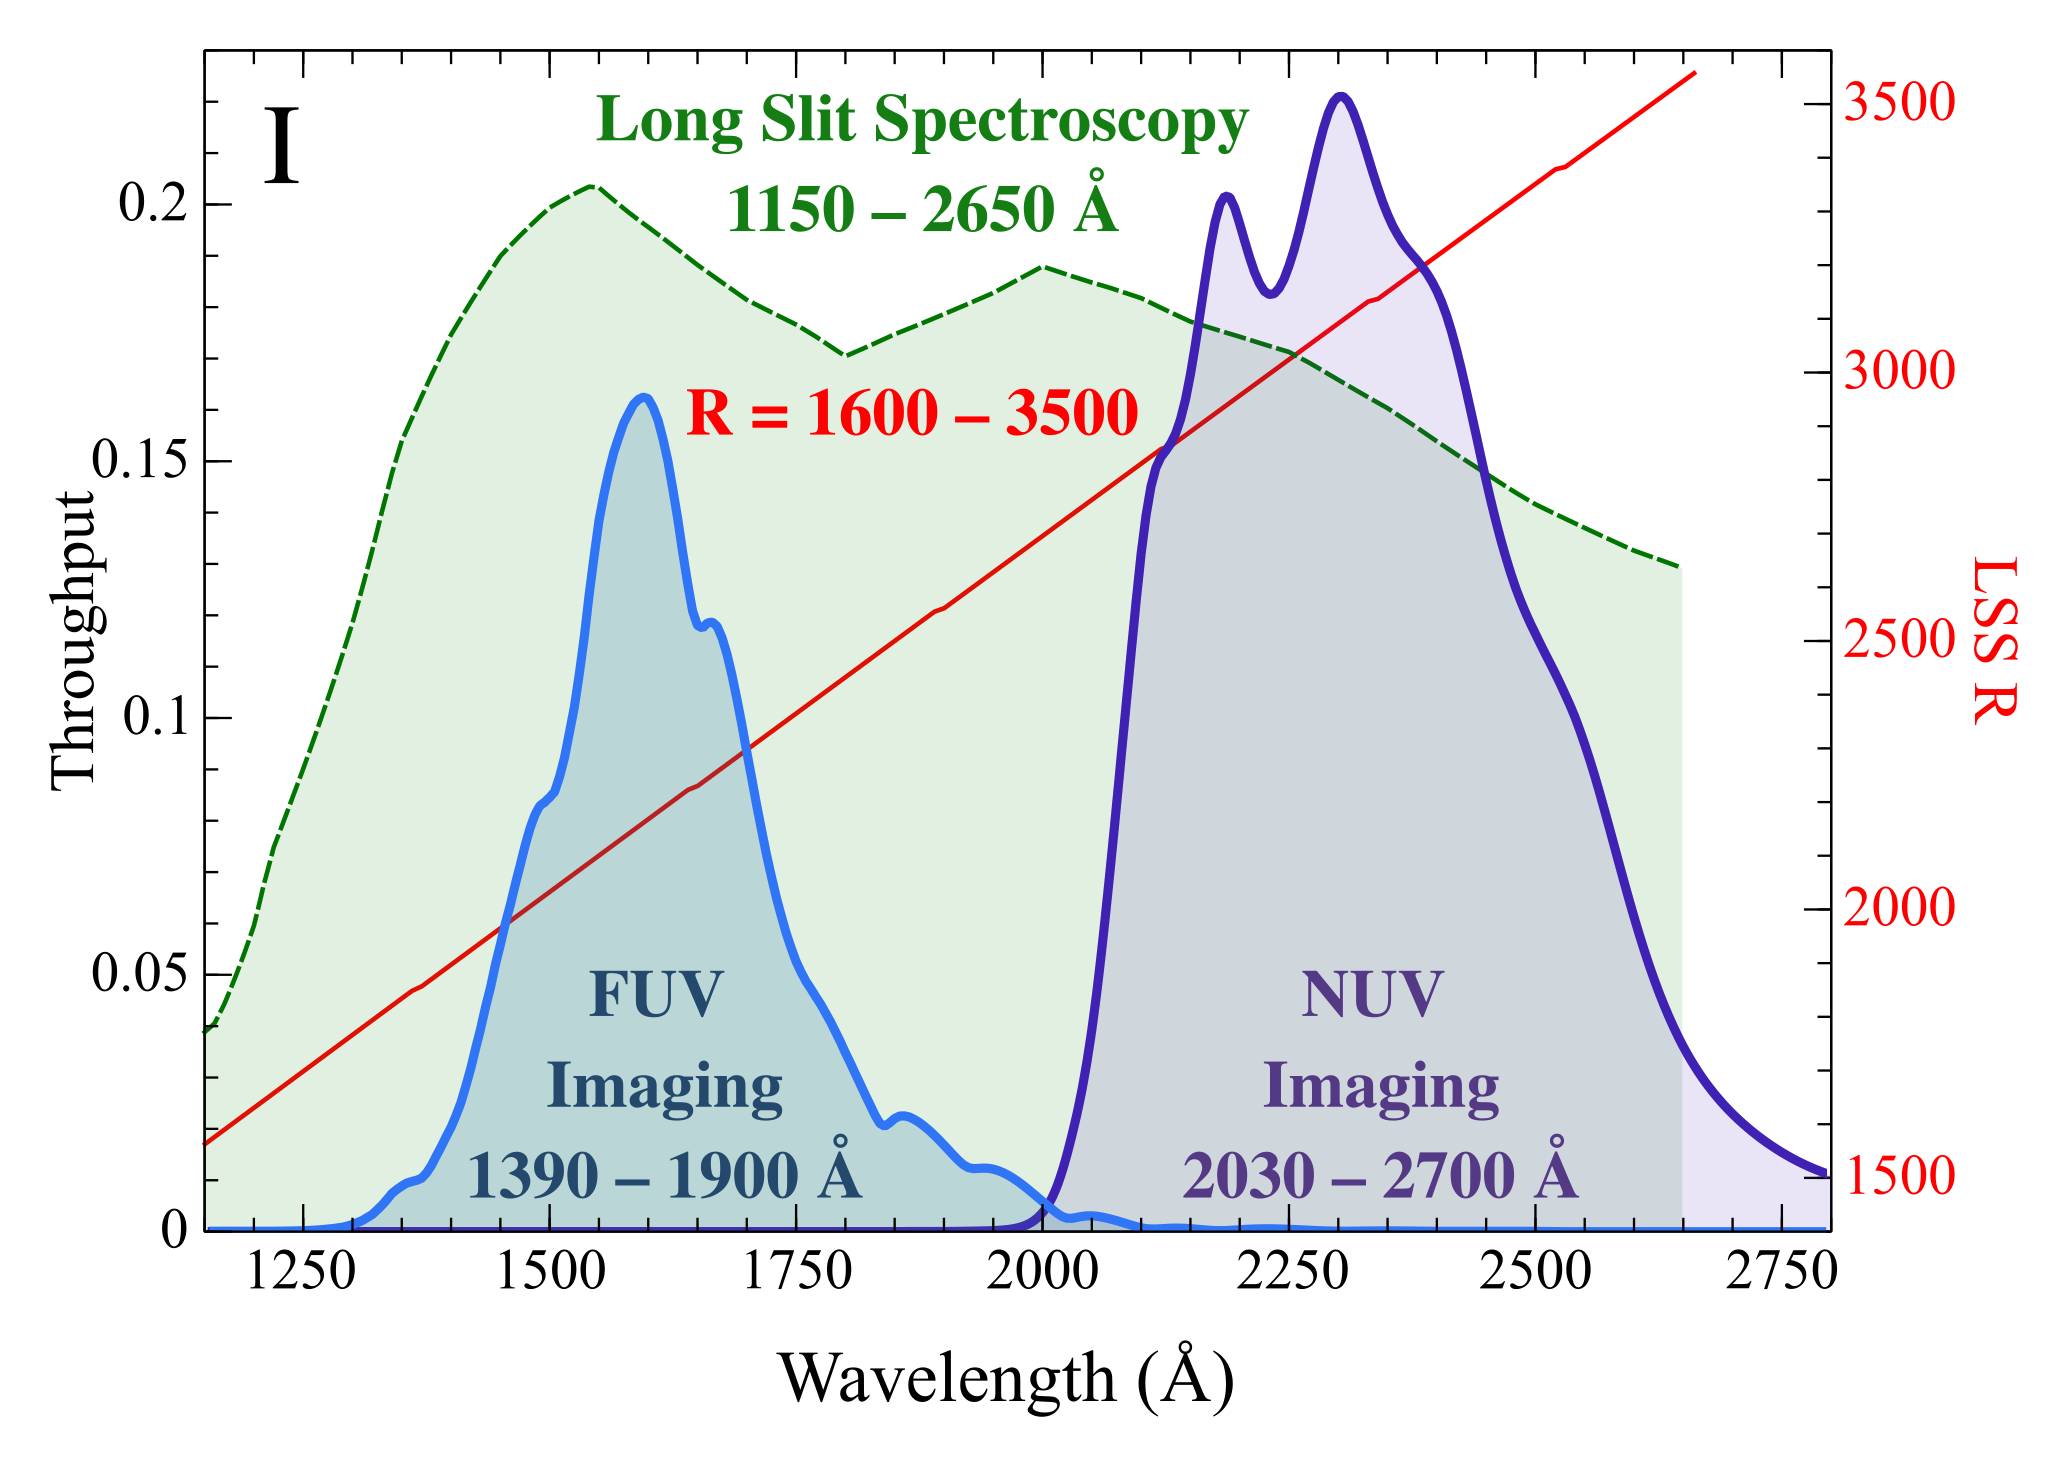 I
Long Slit Spectroscopy
1150 – 2650 Å
R = 1600 – 3500
FUV
Imaging
1390 – 1900 Å
NUV
Imaging
2030 – 2700 Å
Throughput
0.2
0.15
0.1
0.05
0
1250 1500 1750 2000 2250 2500 2750
Wavelength (Å)
3500
3000
2500
2000
1500
LSS R